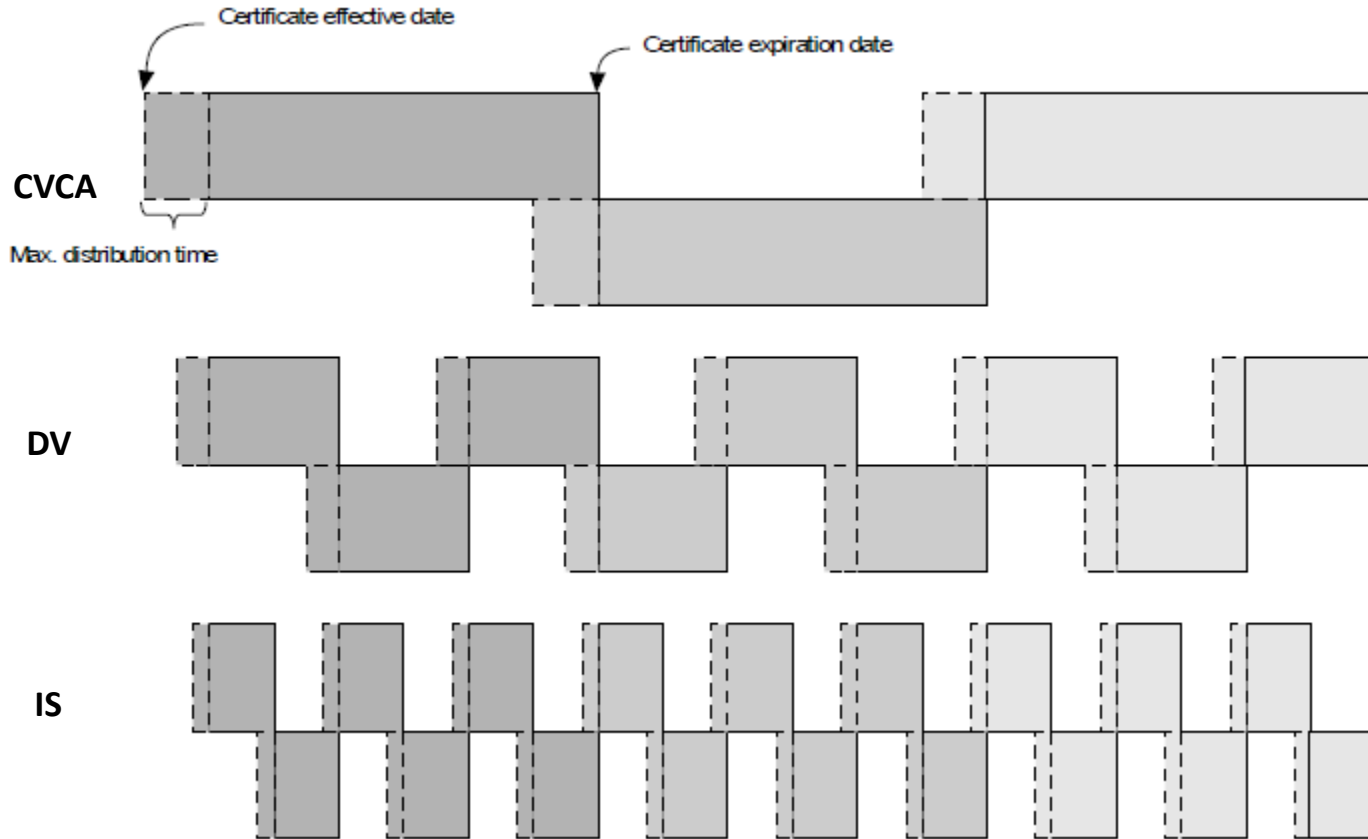 Certificate effective date
Certificate expiration date
CVCA
Max. distribution time
DV
IS